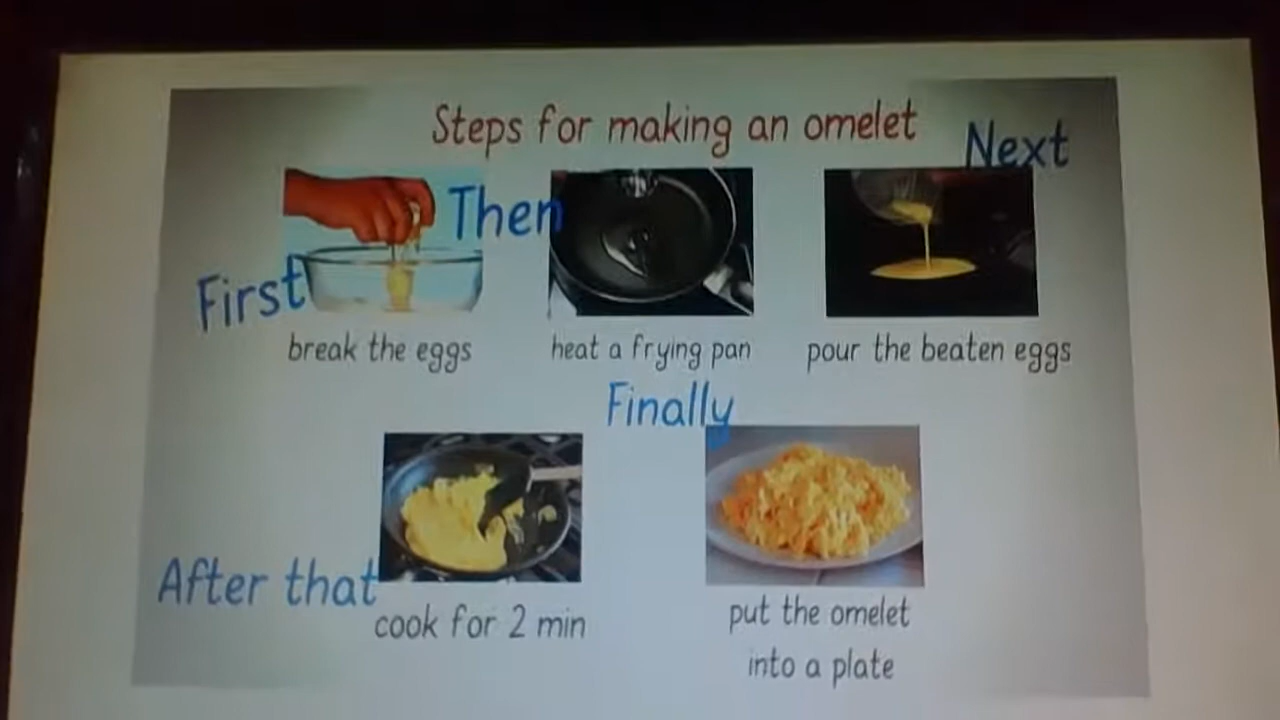 Steps for making an omelet
First
break the eggs
Then
heat a frying pan
Next
pour the beaten eggs
After that
cook for 2 min
Finally
put the omelet
into a plate